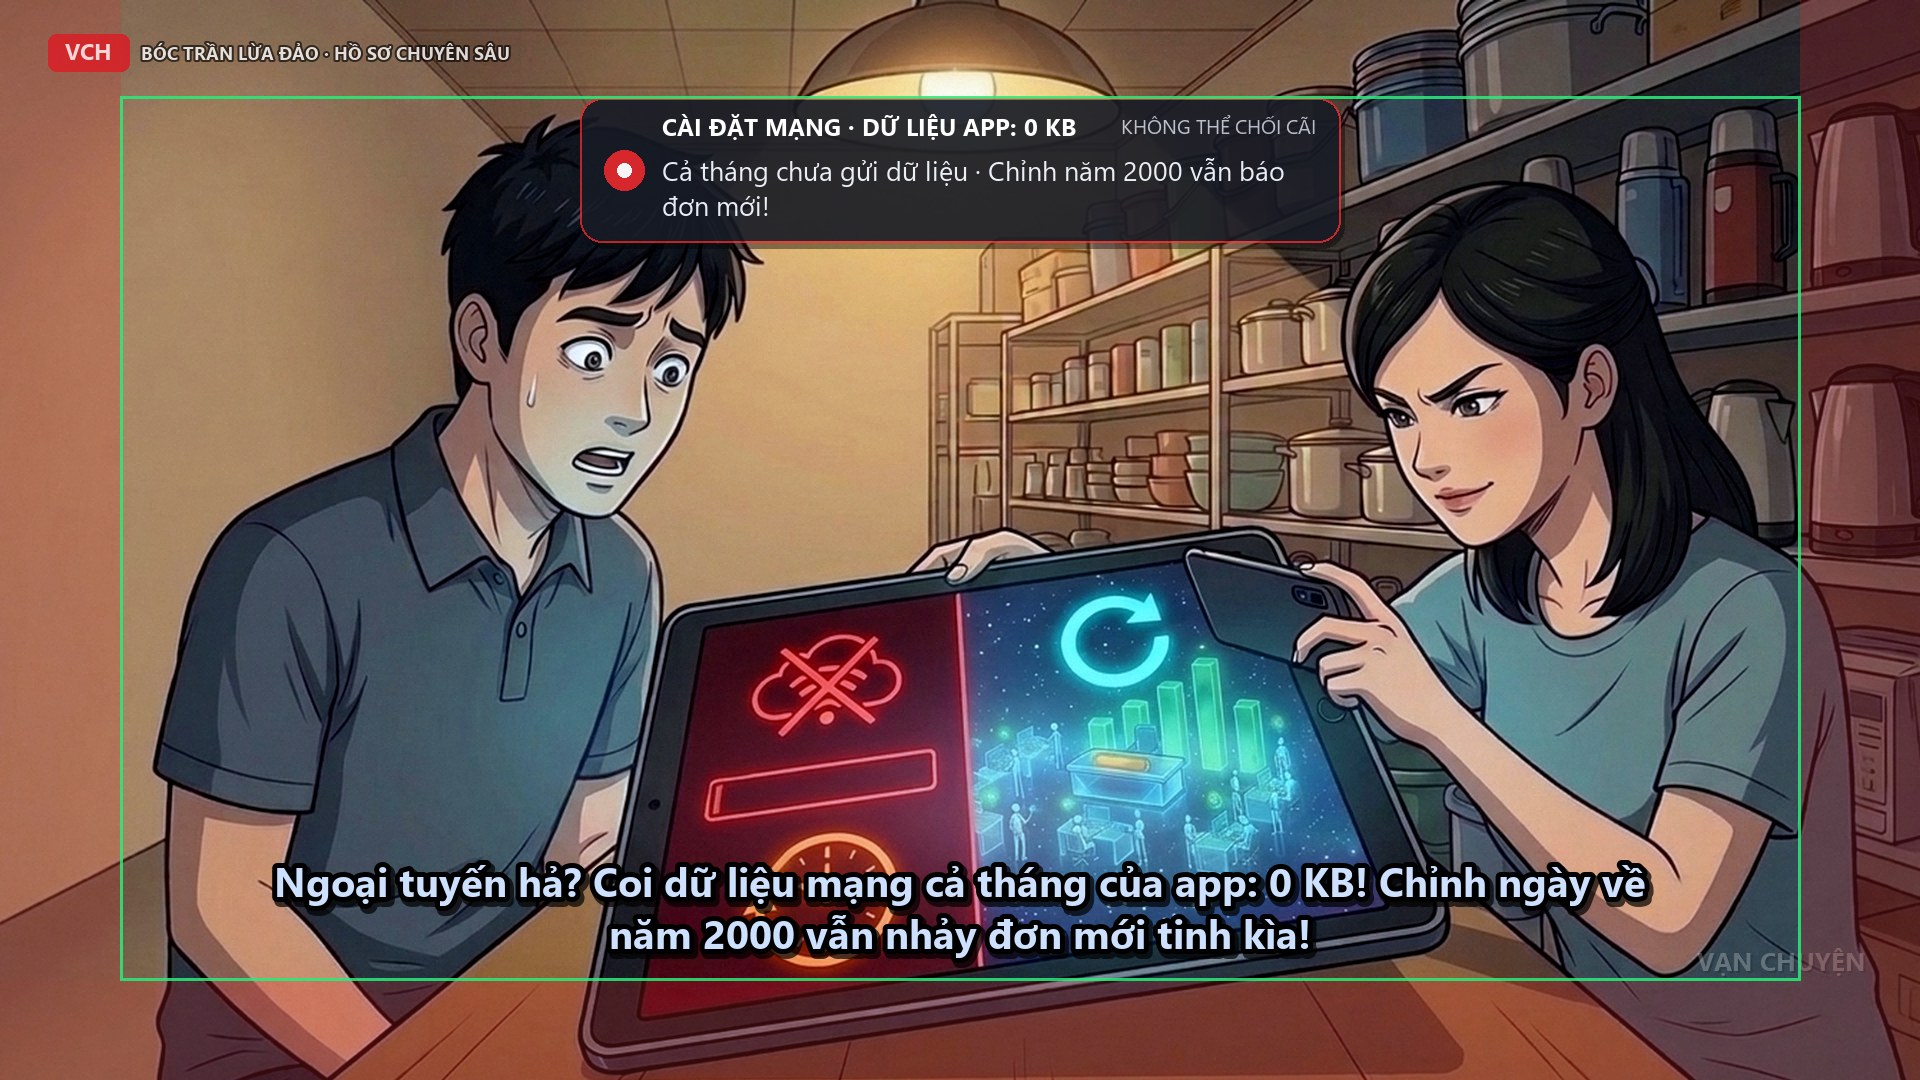 VCH BÓC TRẦN LỪA ĐẢO · HỒ SƠ CHUYÊN SÂU
CÀI ĐẶT MẠNG · DỮ LIỆU APP: 0 KB KHÔNG THỂ CHỐI CÃI
Cả tháng chưa gửi dữ liệu · Chỉnh năm 2000 vẫn báo
đơn mới!
Ngoại tuyến hả? Coi dữ liệu mạng cả tháng của app: 0 KB! Chỉnh ngày về
năm 2000 vẫn nhảy đơn mới tinh kìa!
VẠN CHUYỆN